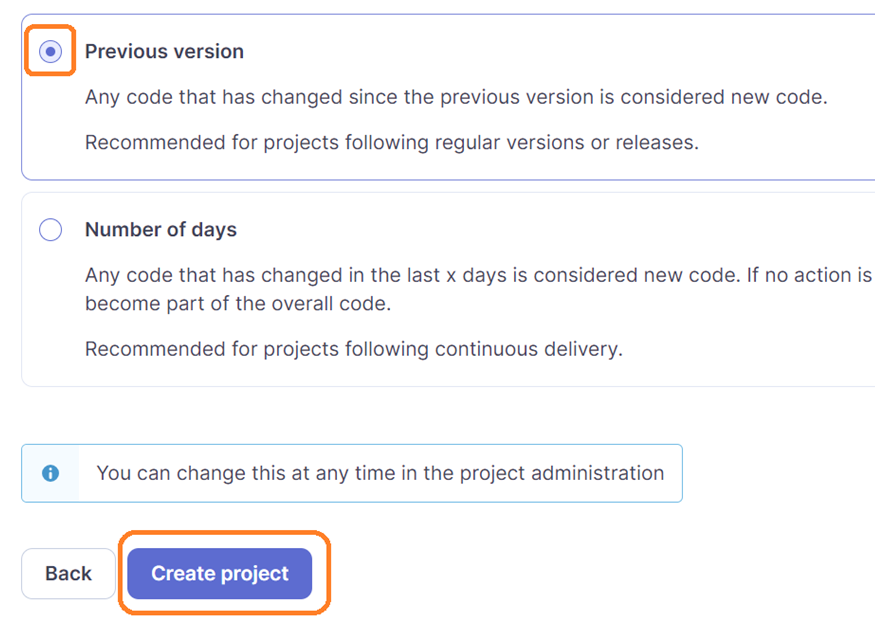 Previous version
Any code that has changed since the previous version is considered new code.
Recommended for projects following regular versions or releases.
Number of days
Any code that has changed in the last x days is considered new code. If no action is
become part of the overall code.
Recommended for projects following continuous delivery.
You can change this at any time in the project administration
Back
Create project